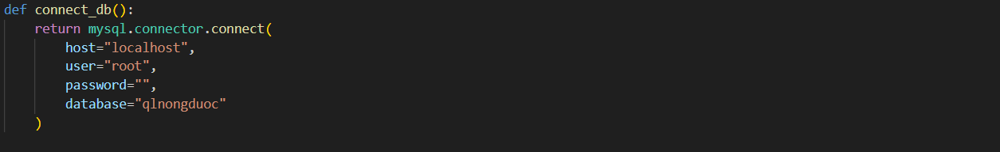 def connect_db():
    return mysql.connector.connect(
        host="localhost",
        user="root",
        password="",
        database="qlnongduoc"
    )